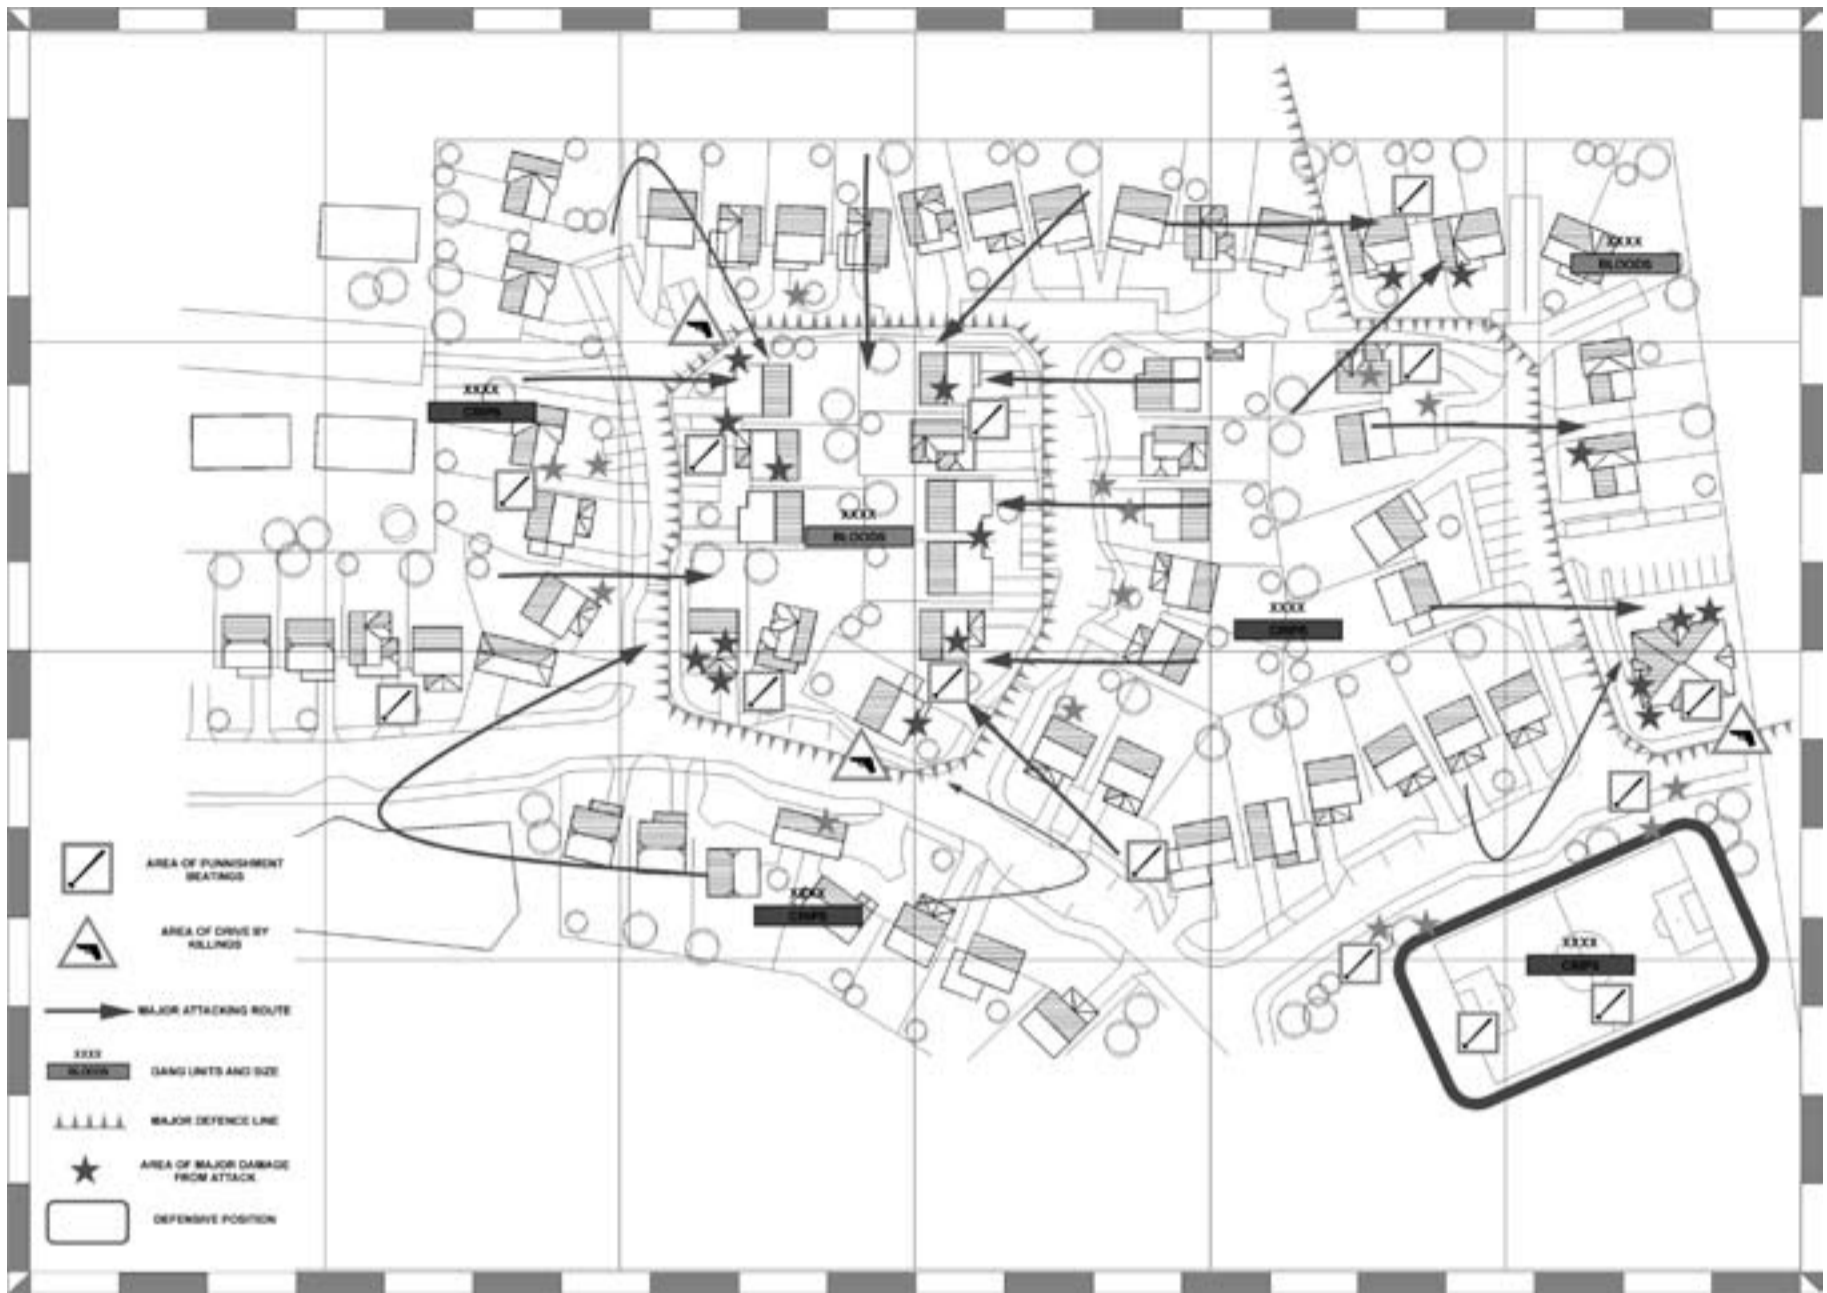 XXXX
BLOODS
XXXX
CRIPS
XXXX
BLOODS
XXXX
CRIPS
XXXX
CRIPS
XXXX
CRIPS
AREA OF PUNNISHMENT
BEATINGS
AREA OF DRIVE BY
KILLINGS
MAJOR ATTACKING ROUTE
XXXX
BLOODS
GANG UNITS AND SIZE
MAJOR DEFENCE LINE
AREA OF MAJOR DAMAGE
FROM ATTACK
DEFENSIVE POSITION